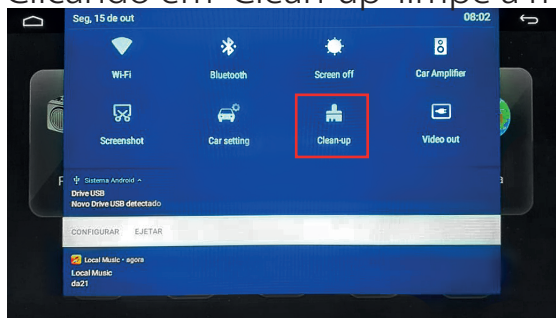 Clicando em Clean-up limpe a
Seg, 15 de out 08:02
Wi-Fi Bluetooth Screen off Car Amplifier
Screenshot Car setting Clean-up Video out
Sistema Android
Drive USB
Novo Drive USB detectado
CONFIGURAR EJETAR
Local Music • agora
Local Music
da21